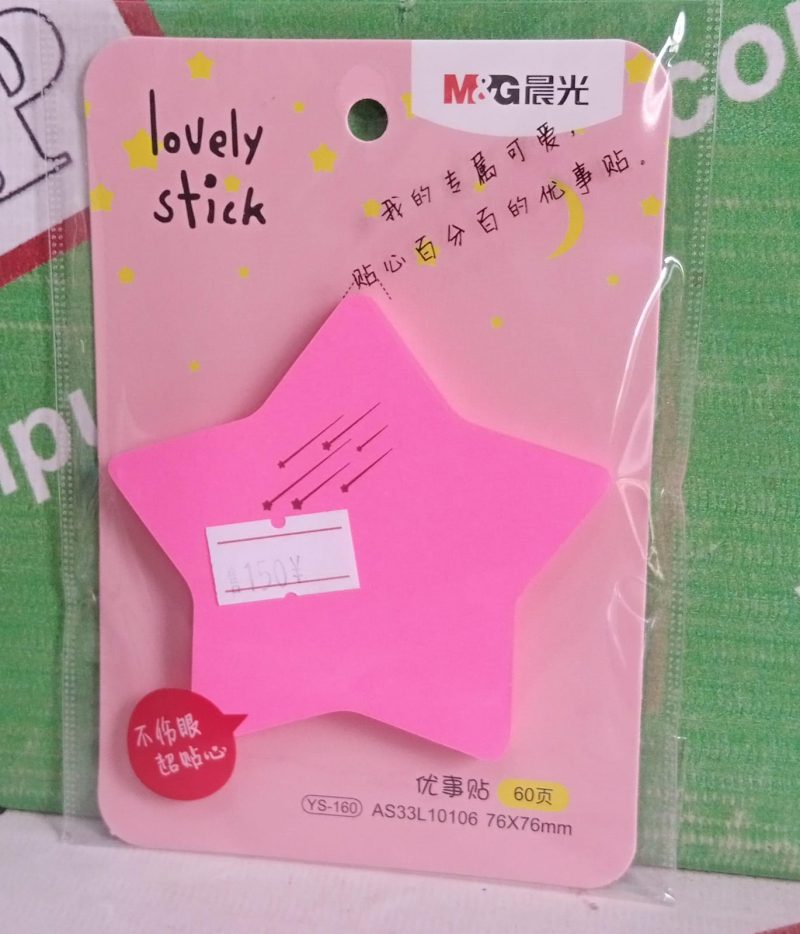 M&G晨光
lovely
stick
我的专属可爱，
贴心百分百的优事贴。
150¥
不伤眼
超贴心
优事贴 60页
YS-160 AS33L10106 76X76mm